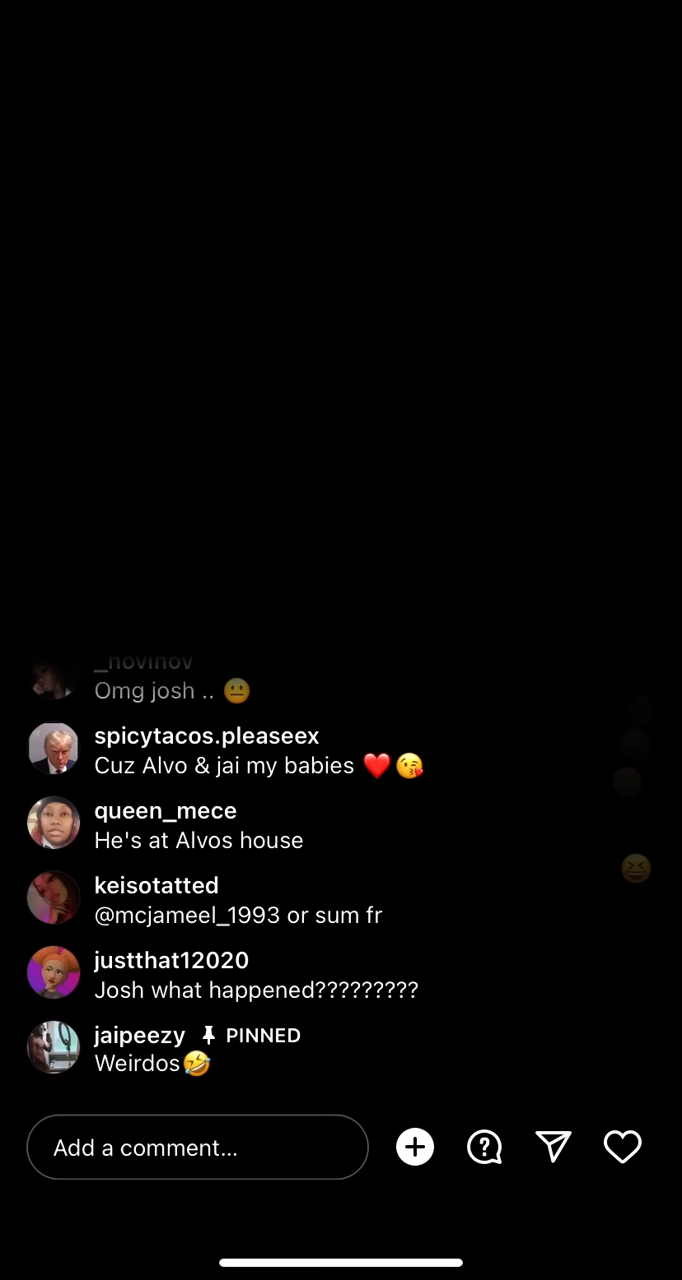 _novinov
Omg josh .. 😐
spicytacos.pleaseex
Cuz Alvo & jai my babies ❤️😘
queen_mece
He's at Alvos house
keisotatted
@mcjameel_1993 or sum fr
justthat12020
Josh what happened?????????
jaipeezy 📌 PINNED
Weirdos🤣
Add a comment...